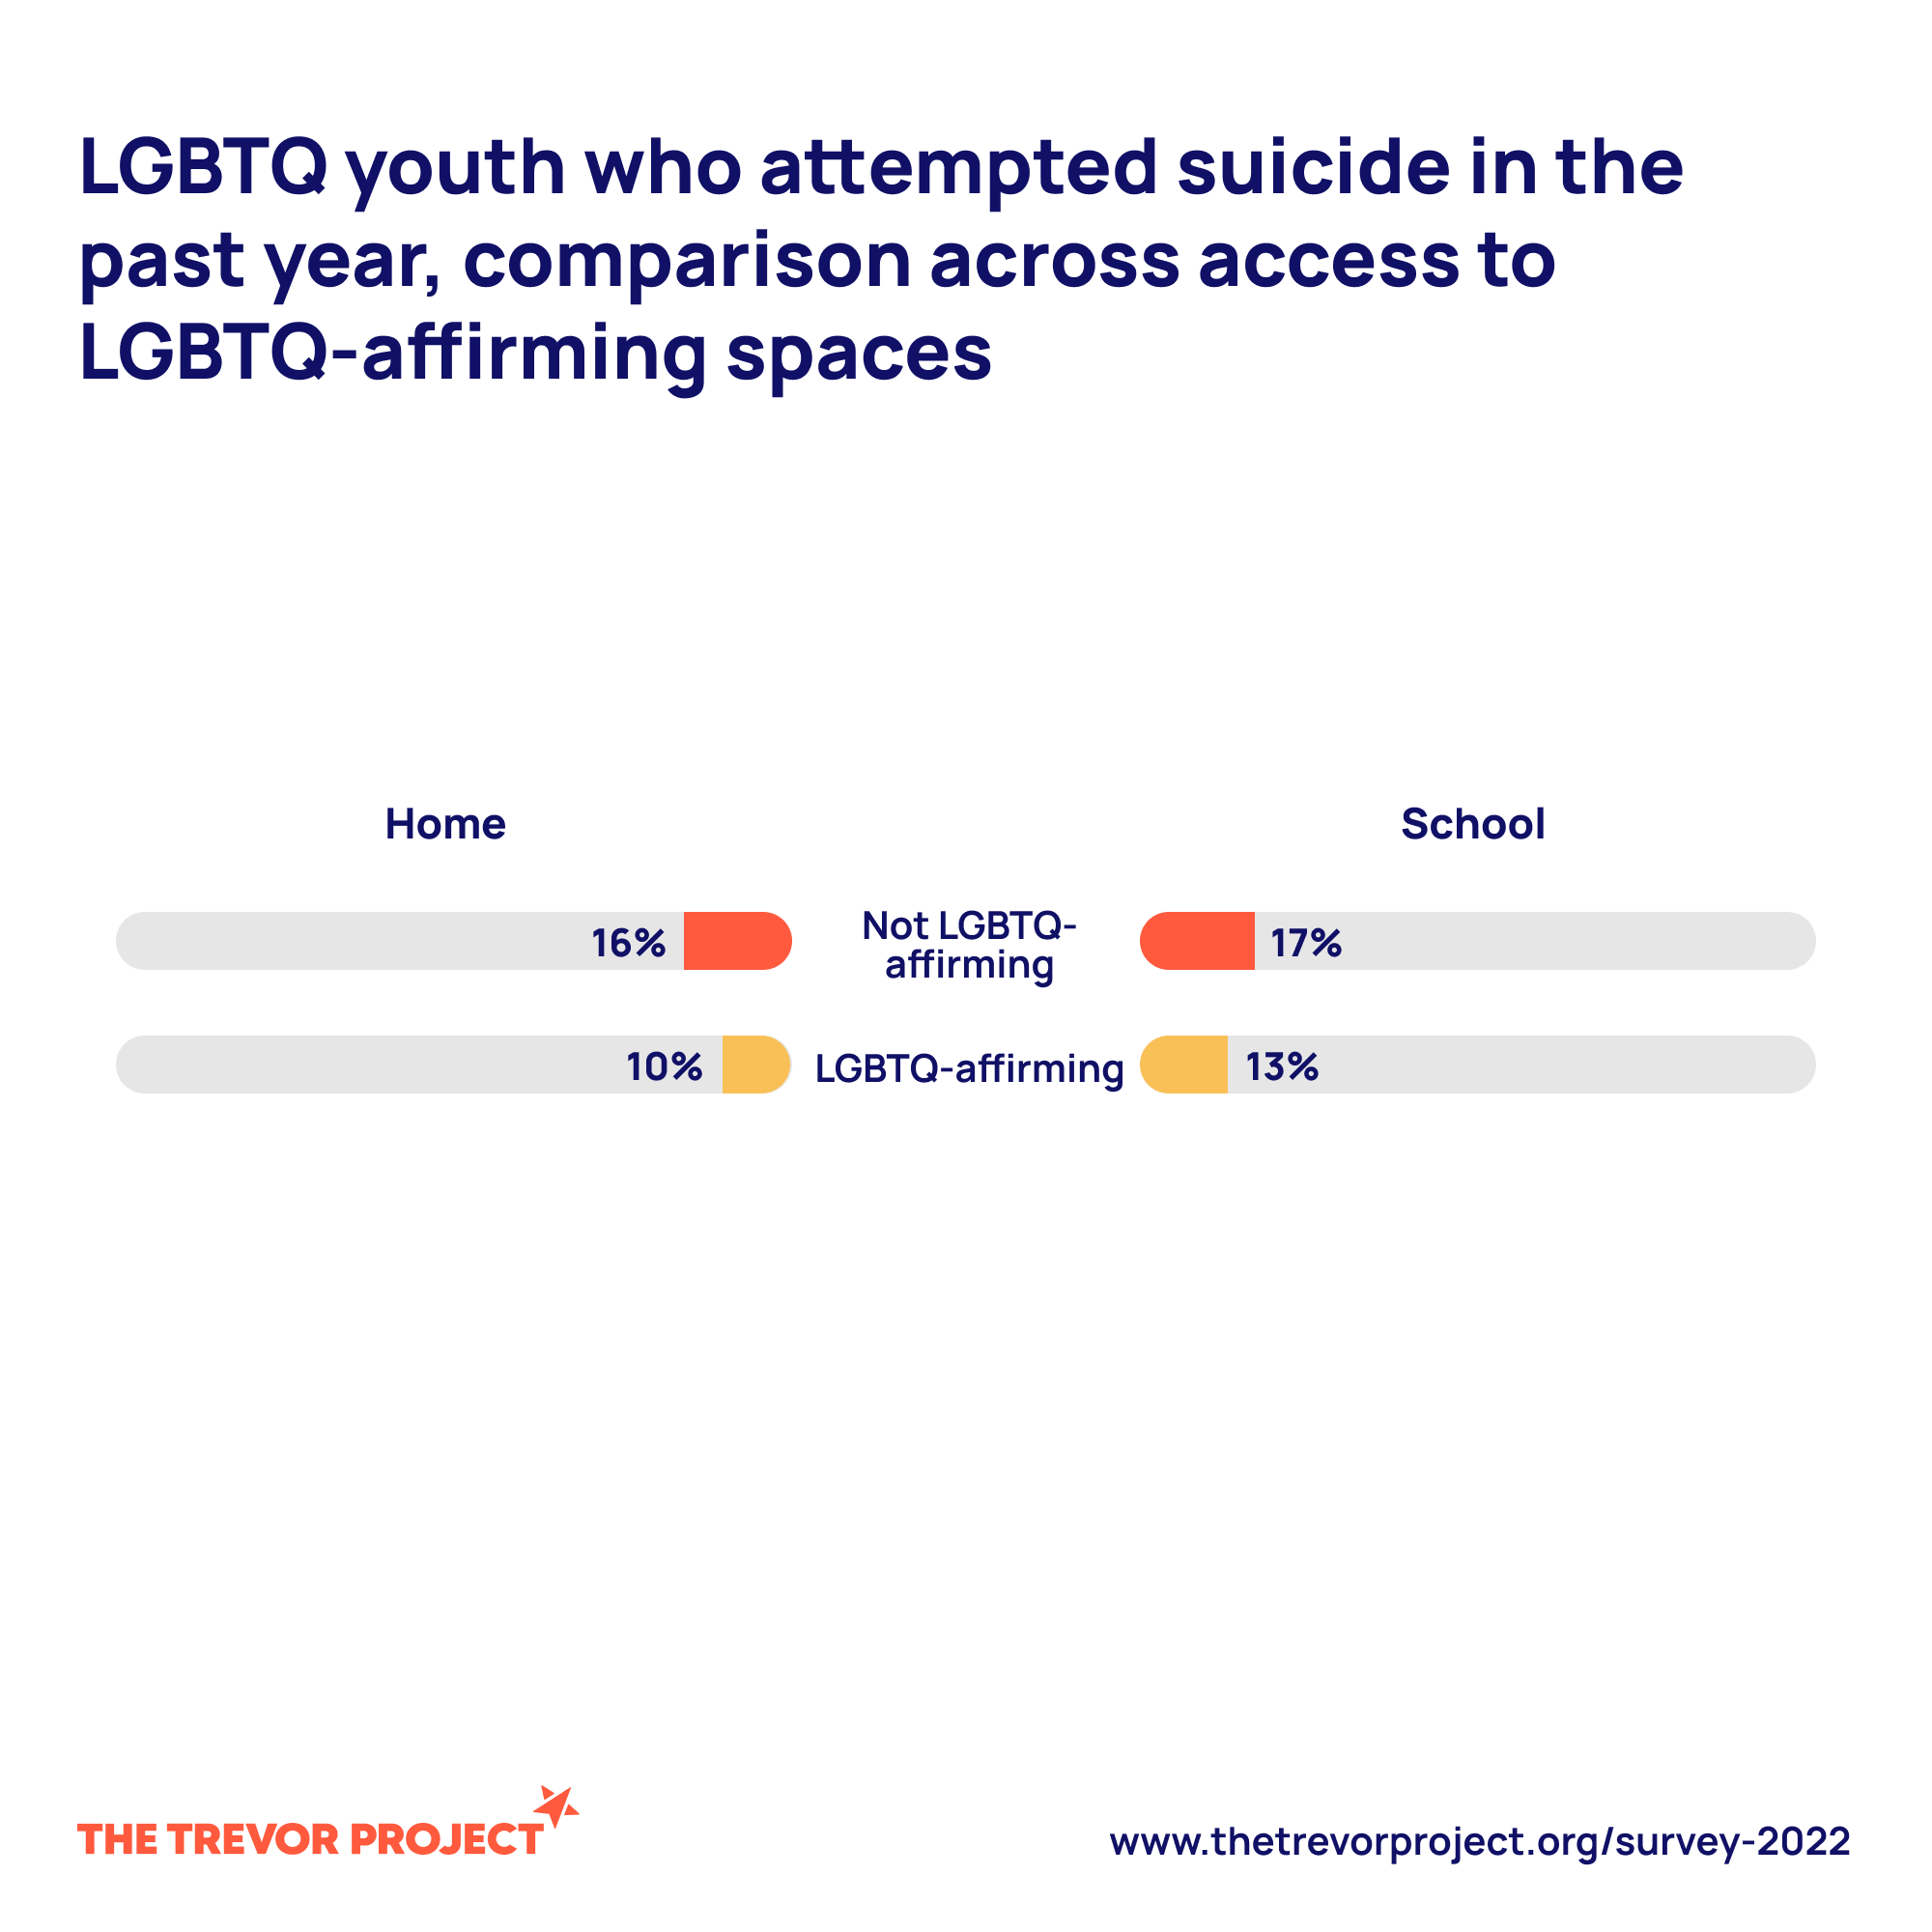 LGBTQ youth who attempted suicide in the
past year, comparison across access to
LGBTQ-affirming spaces
Home
School
16%
Not LGBTQ-
affirming
17%
10%
LGBTQ-affirming
13%
THE TREVOR PROJECT
www.thetrevorproject.org/survey-2022